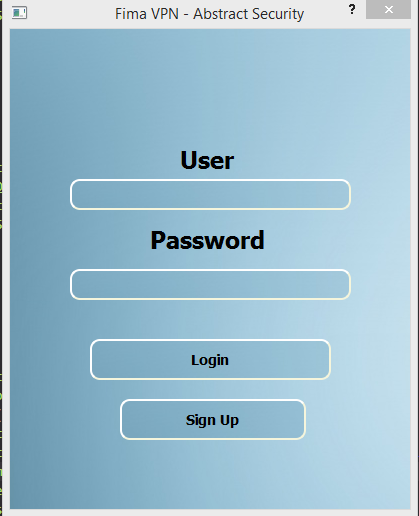 Fima VPN - Abstract Security
?
User
Password
Login
Sign Up